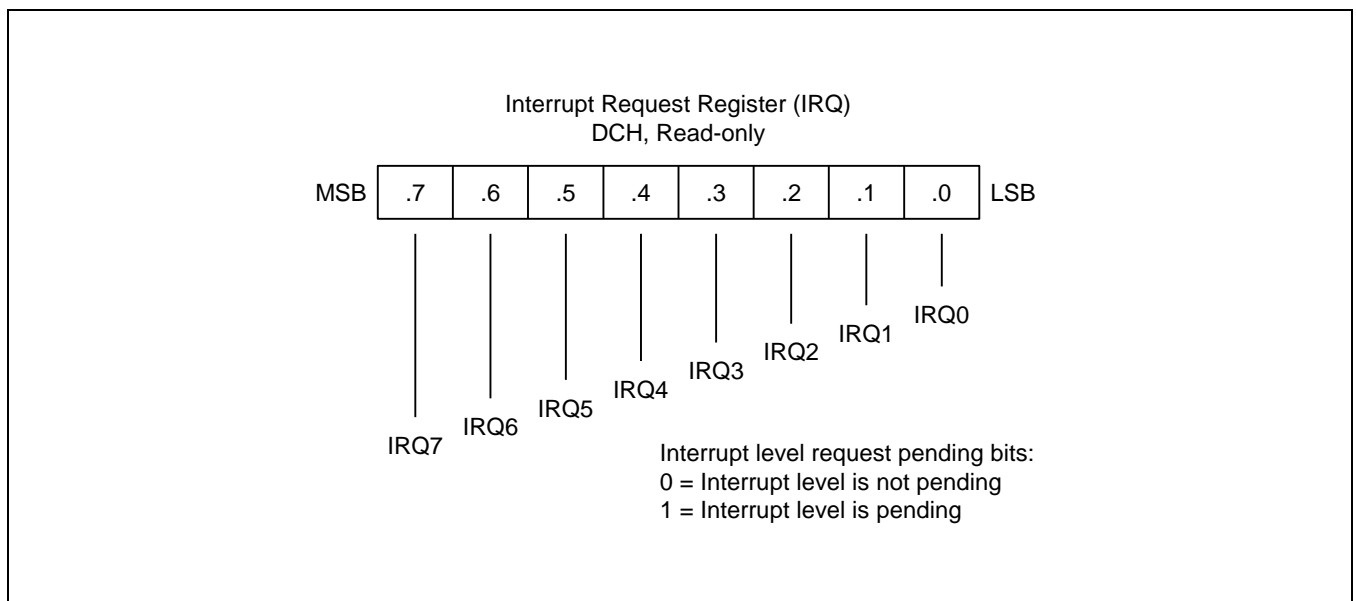 Interrupt Request Register (IRQ)
DCH, Read-only
MSB .7 .6 .5 .4 .3 .2 .1 .0 LSB
IRQ0
IRQ1
IRQ2
IRQ3
IRQ4
IRQ5
IRQ6
IRQ7
Interrupt level request pending bits:
0 = Interrupt level is not pending
1 = Interrupt level is pending